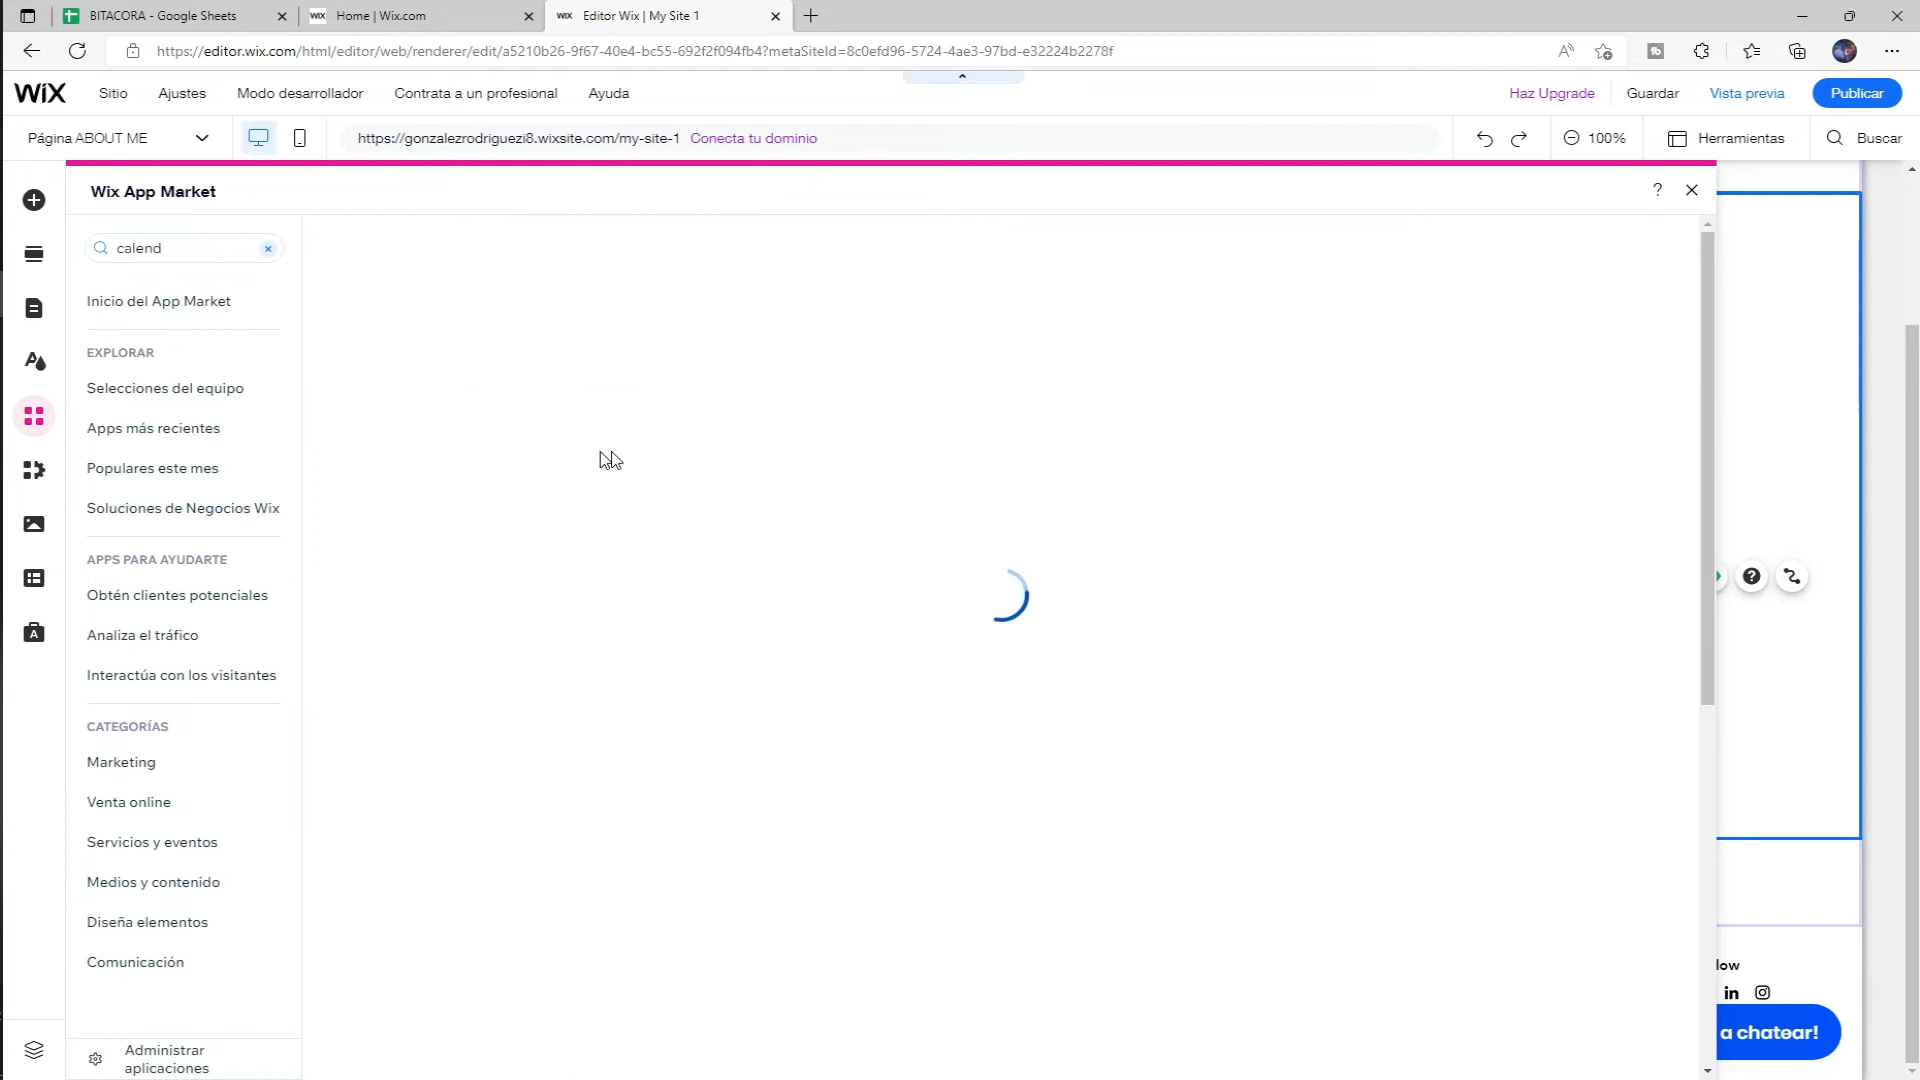 BITACORA - Google Sheets
WIX Home | Wix.com
WIX Editor Wix | My Site 1
https://editor.wix.com/html/editor/web/renderer/edit/a5210b26-9f67-40e4-bc55-692f2f094fb4?metaSiteId=8c0efd96-5724-4ae3-97bd-e32224b2278f
WiX Sitio Ajustes Modo desarrollador Contrata a un profesional Ayuda Haz Upgrade Guardar Vista previa Publicar
Página ABOUT ME https://gonzalezrodriguezi8.wixsite.com/my-site-1 Conecta tu dominio 100% Herramientas Buscar
Wix App Market ?
calend
Inicio del App Market
EXPLORAR
Selecciones del equipo
Apps más recientes
Populares este mes
Soluciones de Negocios Wix
APPS PARA AYUDARTE
Obtén clientes potenciales
Analiza el tráfico
Interactúa con los visitantes
CATEGORÍAS
Marketing
Venta online
Servicios y eventos
Medios y contenido
Diseña elementos
Comunicación
Administrar
aplicaciones
low
in
a chatear!